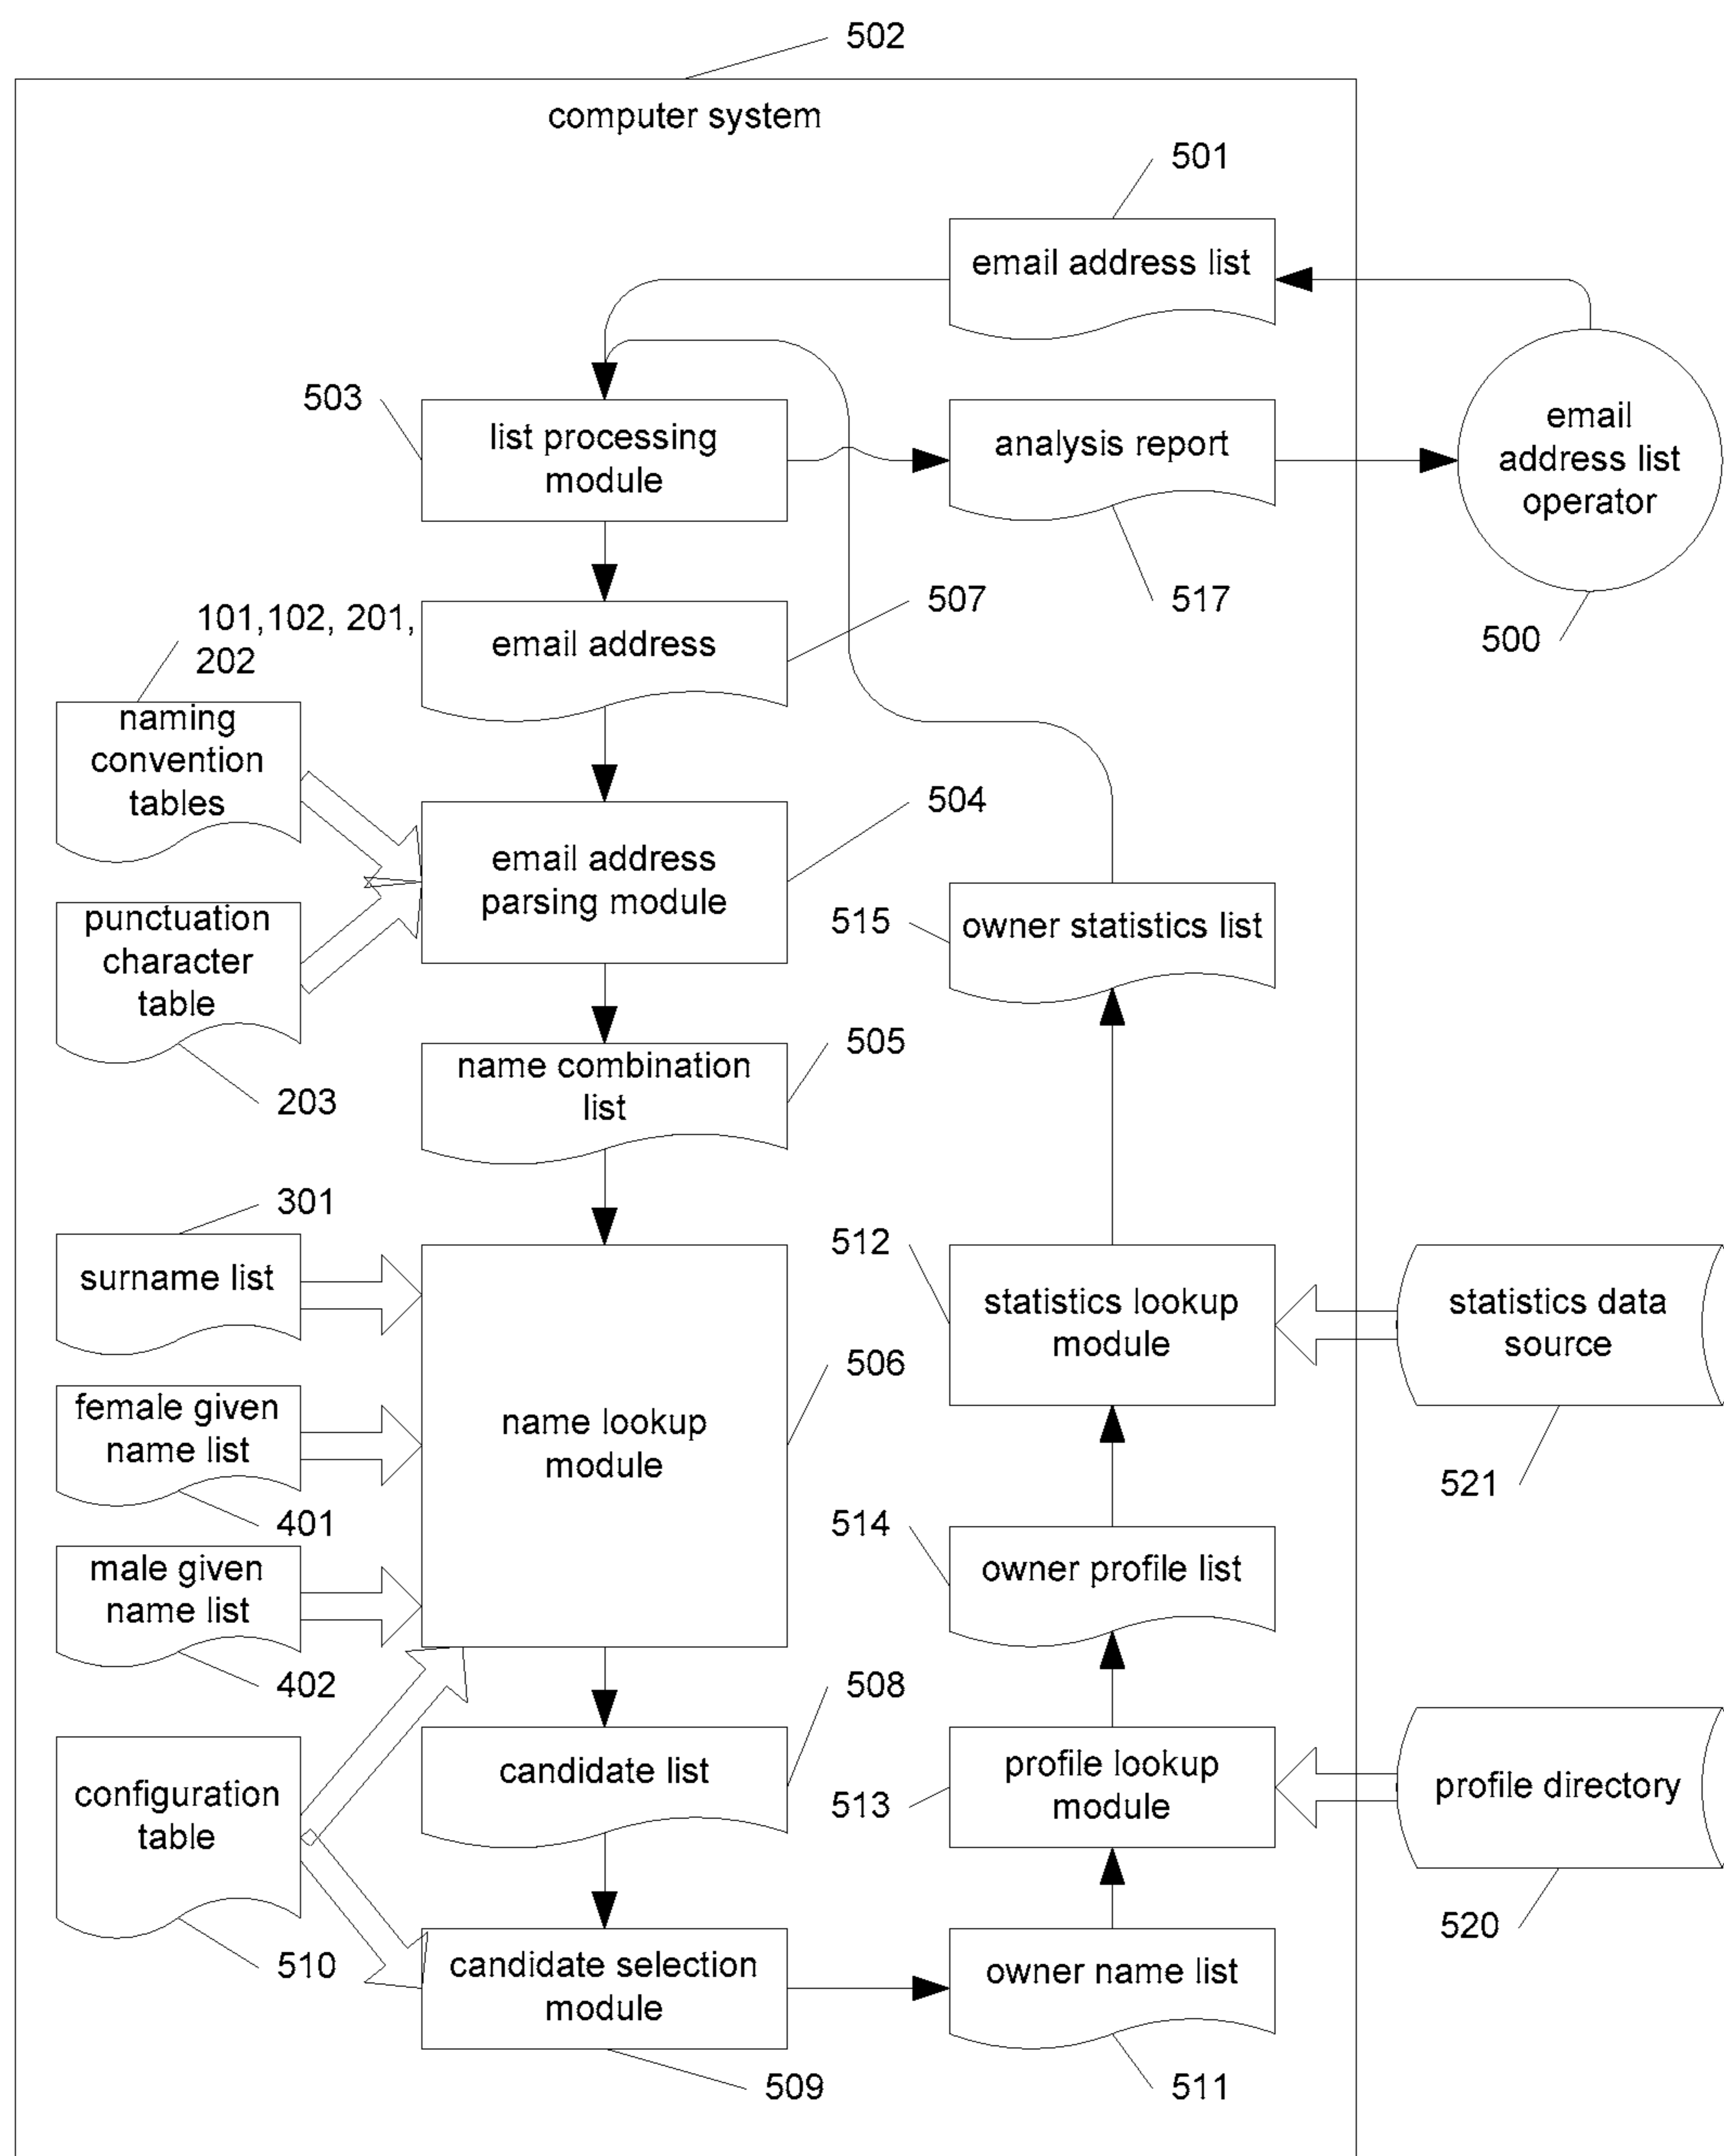 502
computer system
501
email address list
503
list processing
module
analysis report
email
address list
operator
517
500
101,102, 201,
202
email address
507
naming
convention
tables
email address
parsing module
504
punctuation
character
table
203
515
owner statistics list
name combination
list
505
301
surname list
512
statistics lookup
module
statistics data
source
521
female given
name list
401
name lookup
module
506
514
owner profile list
male given
name list
402
508
candidate list
513
profile lookup
module
profile directory
520
configuration
table
510
candidate selection
module
509
owner name list
511